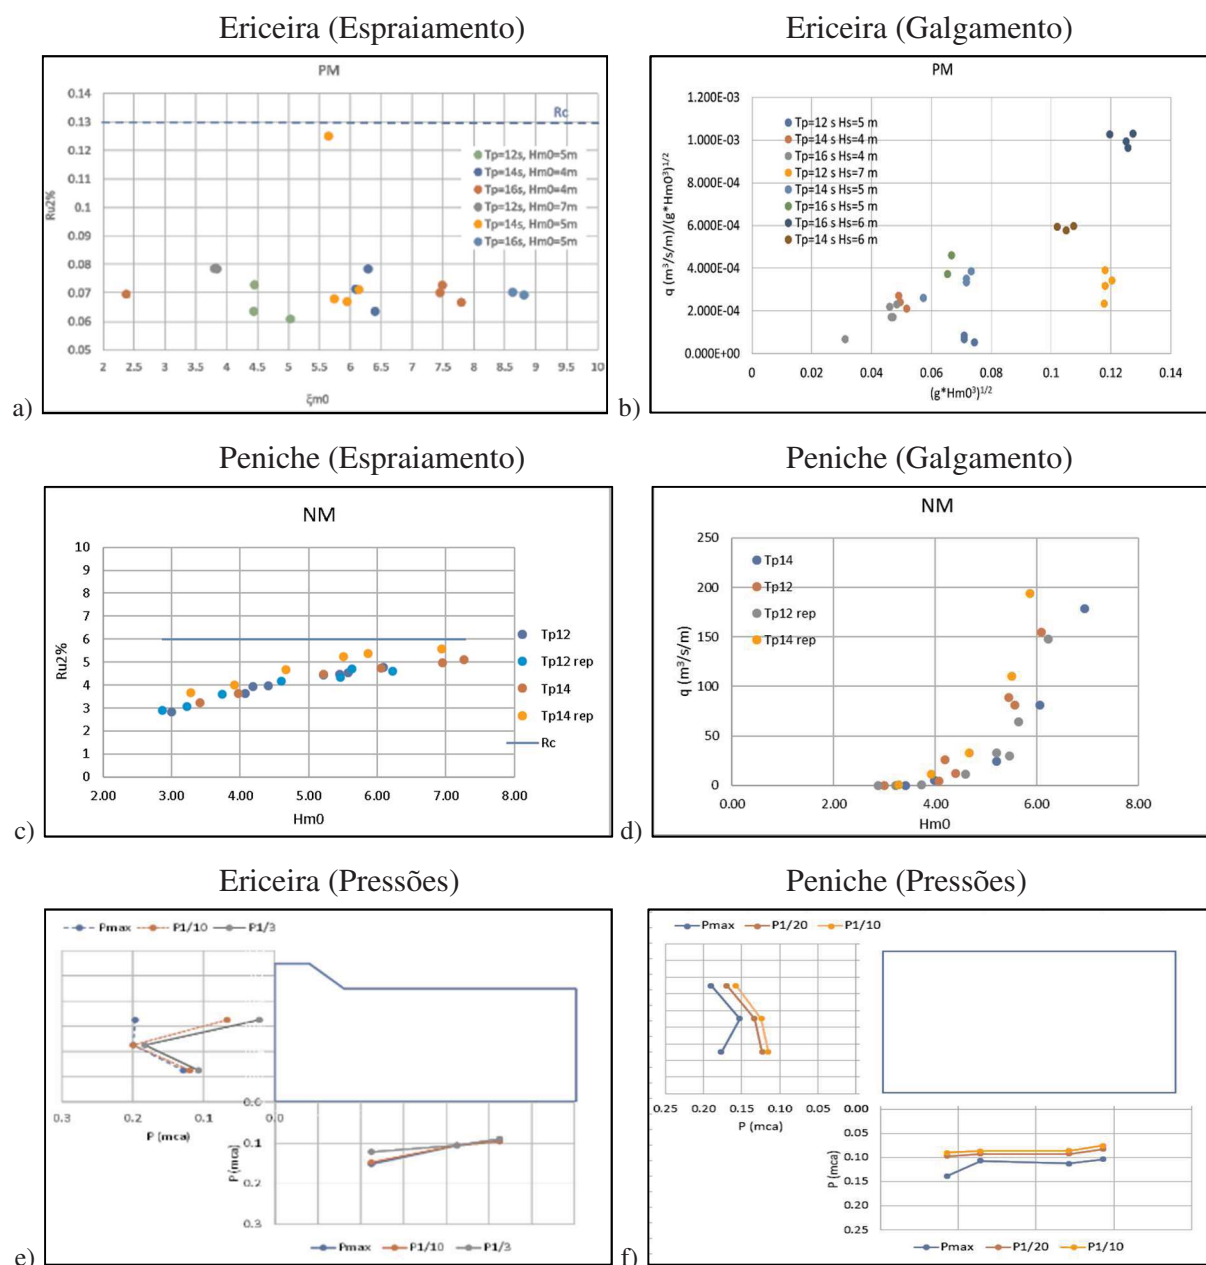 Ericeira (Espraiamento)
Ericeira (Galgamento)
a)
PM
0.14
0.13
0.12
0.11
0.1
0.09
0.08
0.07
0.06
0.05
Ru2%
Rc
Tp=12s, Hm0=5m
Tp=14s, Hm0=4m
Tp=16s, Hm0=4m
Tp=12s, Hm0=7m
Tp=14s, Hm0=5m
Tp=16s, Hm0=5m
2 2.5 3 3.5 4 4.5 5 5.5 6 6.5 7 7.5 8 8.5 9 9.5 10
ξm0
b)
PM
1.200E-03
1.000E-03
8.000E-04
6.000E-04
4.000E-04
2.000E-04
0.000E+00
q (m³/s/m)/(g*Hm0³)^1/2
Tp=12 s Hs=5 m
Tp=14 s Hs=4 m
Tp=16 s Hs=4 m
Tp=12 s Hs=7 m
Tp=14 s Hs=5 m
Tp=16 s Hs=5 m
Tp=16 s Hs=6 m
Tp=14 s Hs=6 m
0 0.02 0.04 0.06 0.08 0.1 0.12 0.14
(g*Hm0³)^1/2
Peniche (Espraiamento)
Peniche (Galgamento)
c)
NM
10
9
8
7
6
5
4
3
2
1
0
Ru2%
Tp12
Tp12 rep
Tp14
Tp14 rep
Rc
2.00 3.00 4.00 5.00 6.00 7.00 8.00
Hm0
d)
NM
250
200
150
100
50
0
q (m³/s/m)
Tp14
Tp12
Tp12 rep
Tp14 rep
0.00 2.00 4.00 6.00 8.00
Hm0
Ericeira (Pressões)
Peniche (Pressões)
e)
Pmax P1/10 P1/3
0.3 0.2 0.1 0.0
P (mca)
0.0
0.1
0.2
0.3
P (mca)
Pmax P1/10 P1/3
f)
Pmax P1/20 P1/10
0.25 0.20 0.15 0.10 0.05 0.00
P (mca)
0.00
0.05
0.10
0.15
0.20
0.25
P (mca)
Pmax P1/20 P1/10